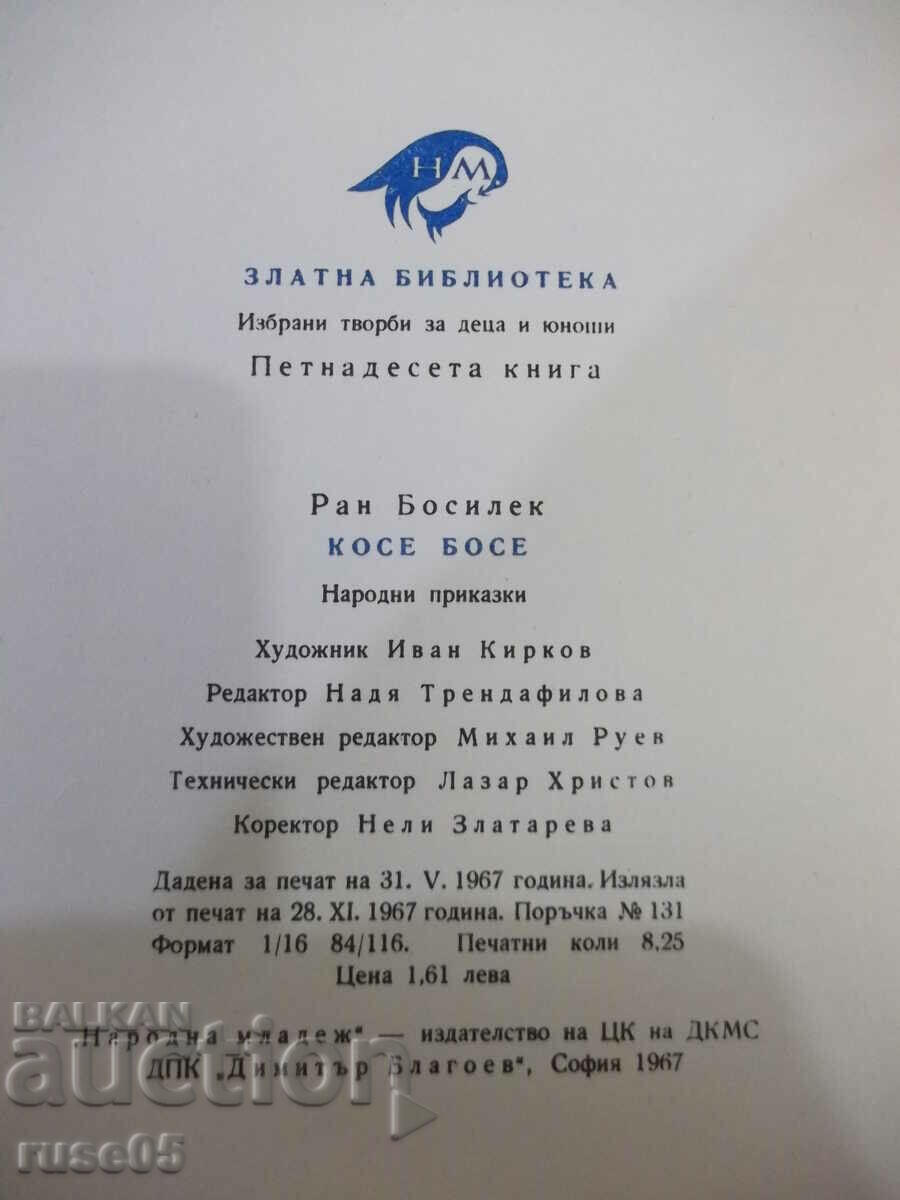 НМ
ЗЛАТНА БИБЛИОТЕКА
Избрани творби за деца и юноши
Петнадесета книга
Ран Босилек
КОСЕ БОСЕ
Народни приказки
Художник Иван Кирков
Редактор Надя Трендафилова
Художествен редактор Михаил Руев
Технически редактор Лазар Христов
Коректор Нели Златарева
Дадена за печат на 31. V. 1967 година. Излязла
от печат на 28. XI. 1967 година. Поръчка № 131
Формат 1/16 84/116. Печатни коли 8,25
Цена 1,61 лева
„Народна младеж“ — издателство на ЦК на ДКМС
ДПК „Димитър Благоев“, София 1967
BALKAN
auction
ruse05